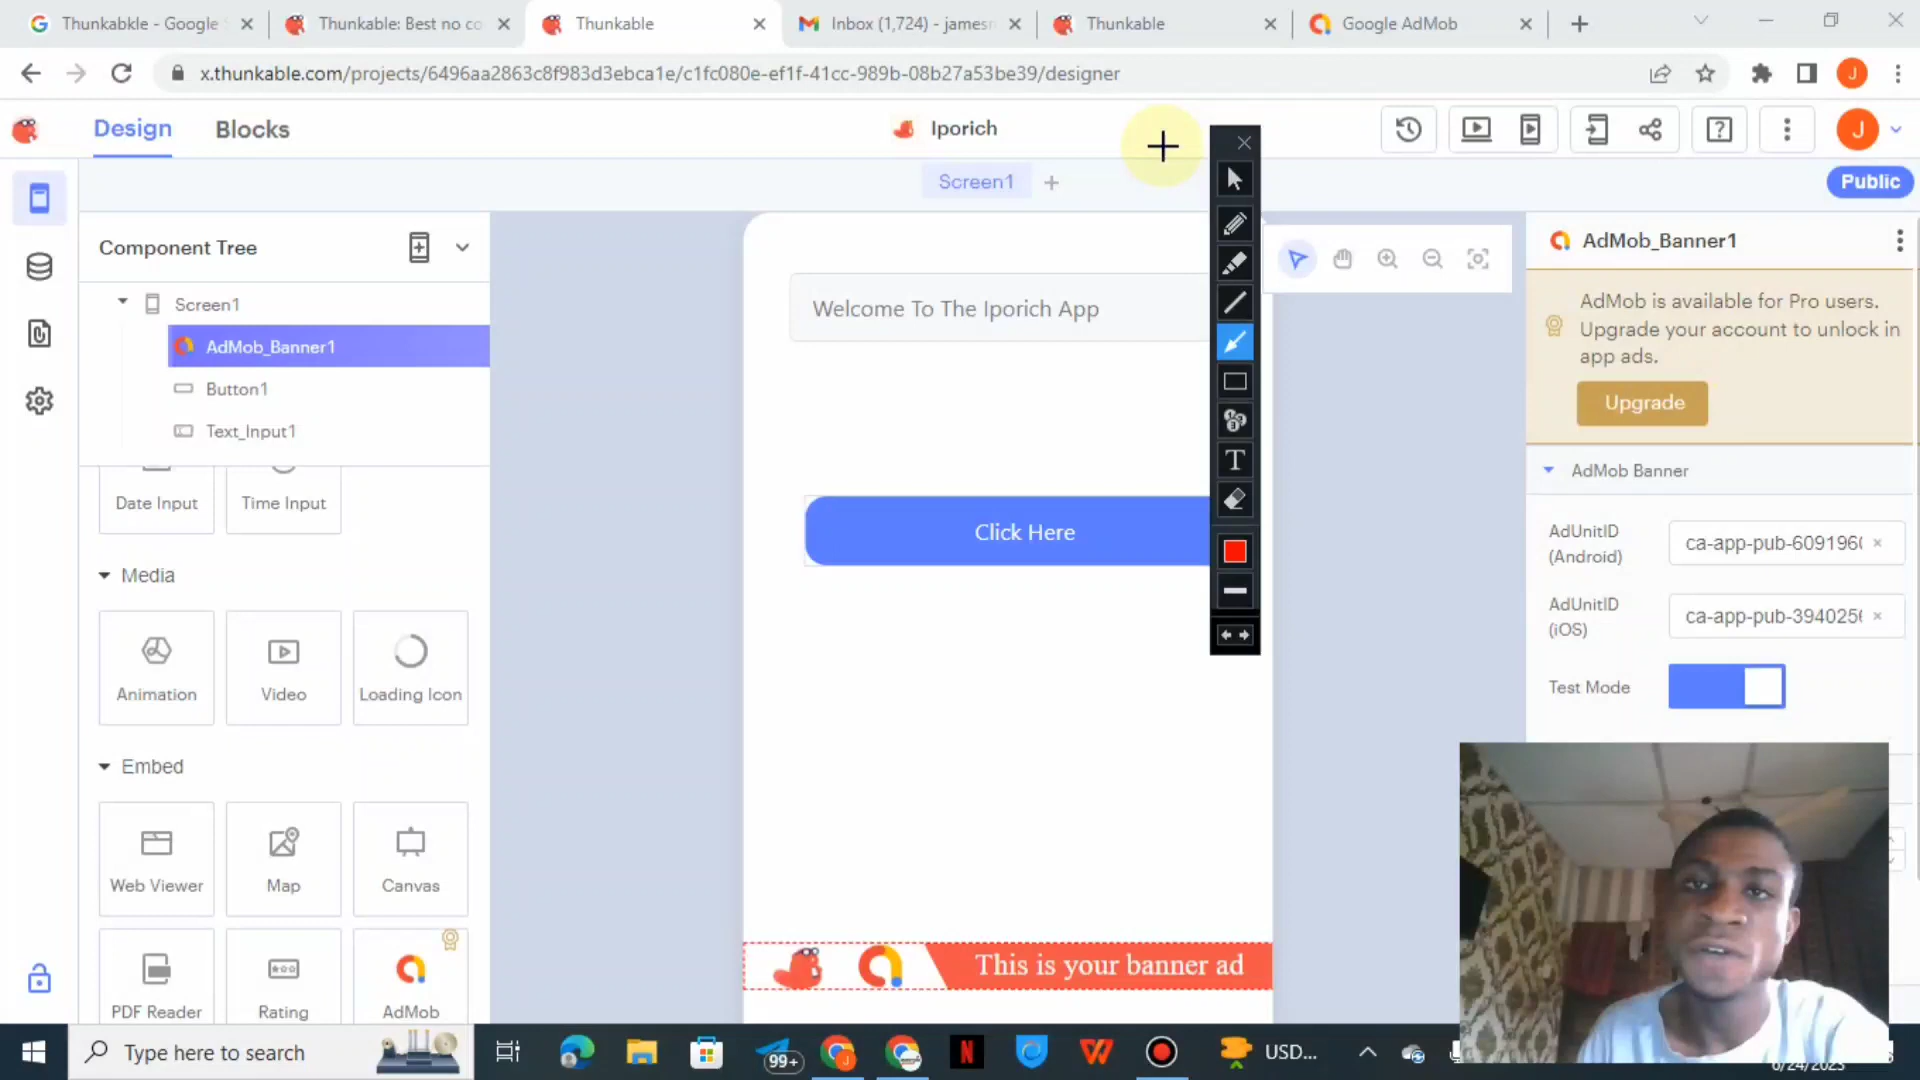 Thunkabkle - Google
Thunkable: Best no co
Thunkable
Inbox (1,724) - jamesn
Thunkable
Google AdMob
x.thunkable.com/projects/6496aa2863c8f983d3ebca1e/c1fc080e-ef1f-41cc-989b-08b27a53be39/designer
J
Design
Blocks
Iporich
J
Screen1
Public
Component Tree
Screen1
AdMob_Banner1
Button1
Text_Input1
Date Input
Time Input
Media
Animation
Video
Loading Icon
Embed
Web Viewer
Map
Canvas
PDF Reader
Rating
AdMob
Welcome To The Iporich App
Click Here
This is your banner ad
T
AdMob_Banner1
AdMob is available for Pro users.
Upgrade your account to unlock in
app ads.
Upgrade
AdMob Banner
AdUnitID
(Android)
ca-app-pub-609196
AdUnitID
(iOS)
ca-app-pub-394025
Test Mode
Type here to search
99+
USD...
6/24/2023